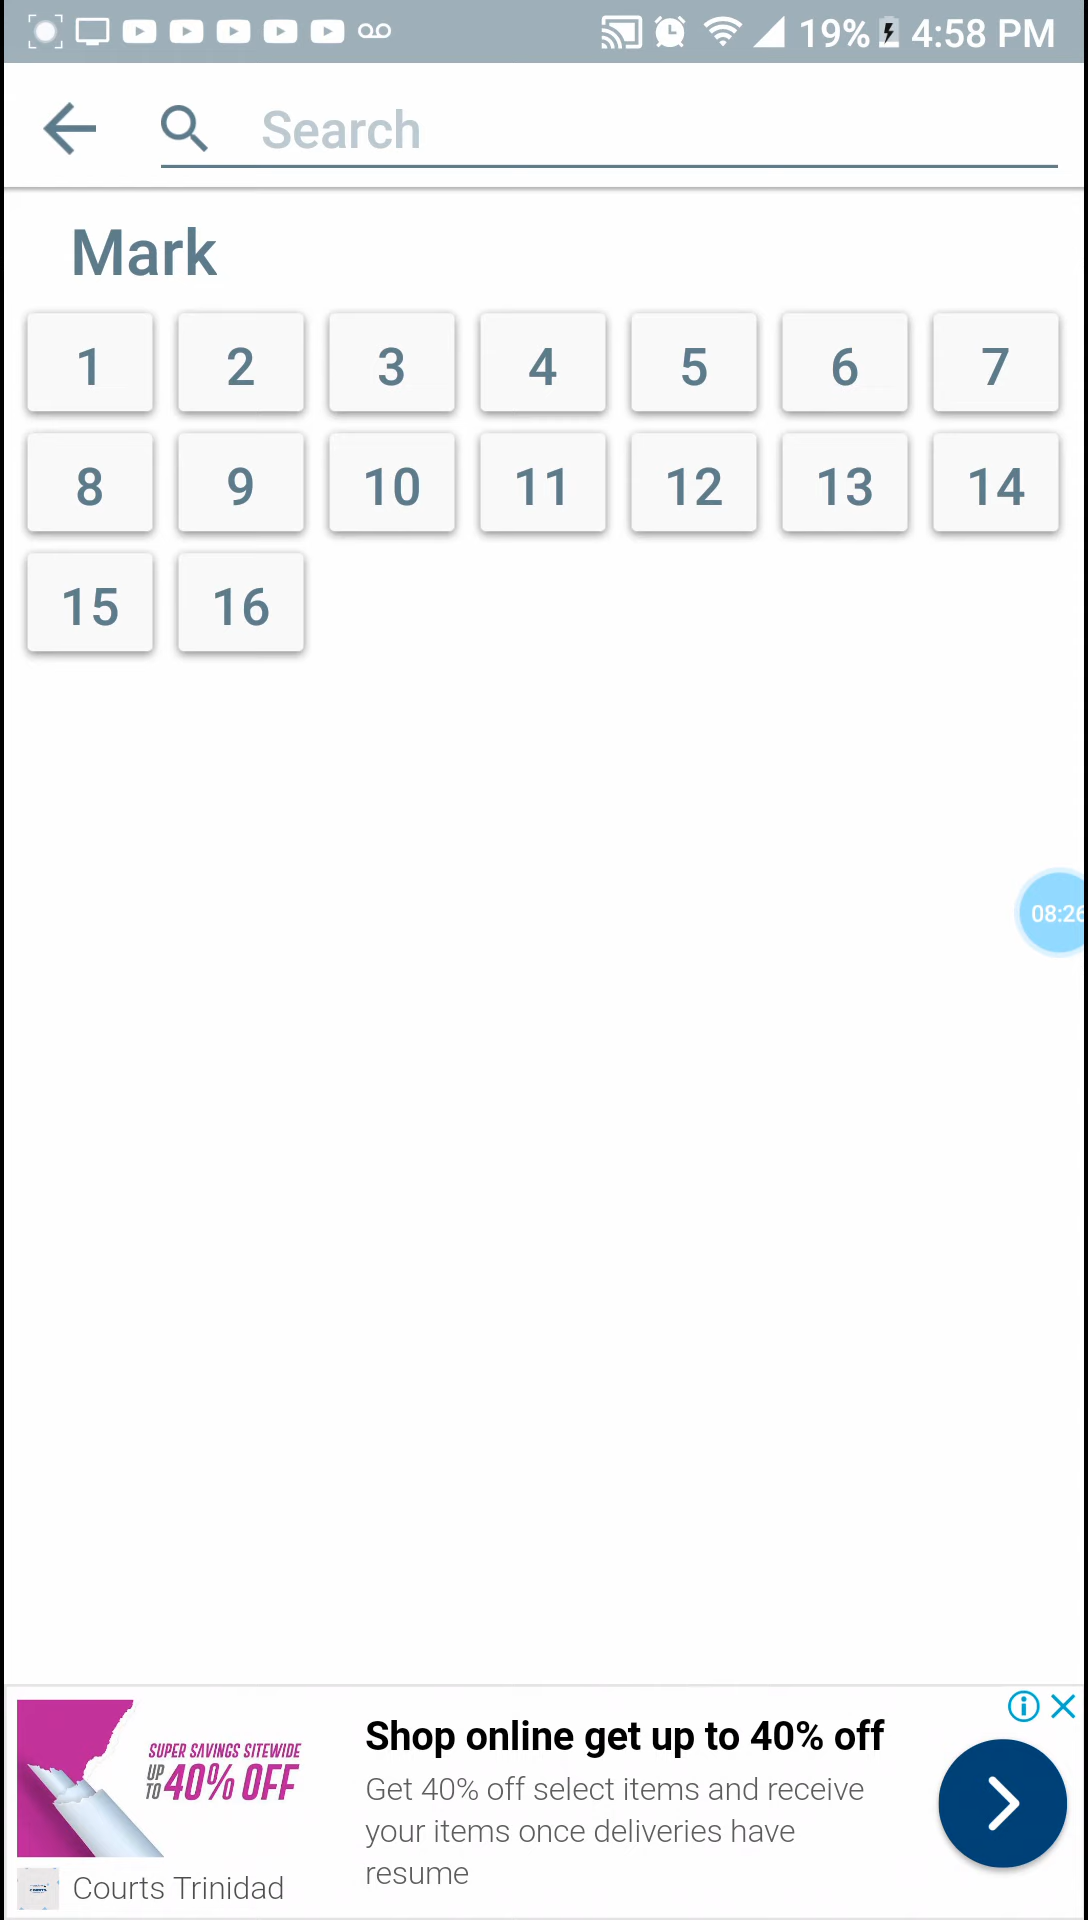 19% 4:58 PM
Search
Mark
1 2 3 4 5 6 7
8 9 10 11 12 13 14
15 16
08:26
SUPER SAVINGS SITEWIDE
UP TO 40% OFF
Courts Trinidad
Shop online get up to 40% off
Get 40% off select items and receive
your items once deliveries have
resume